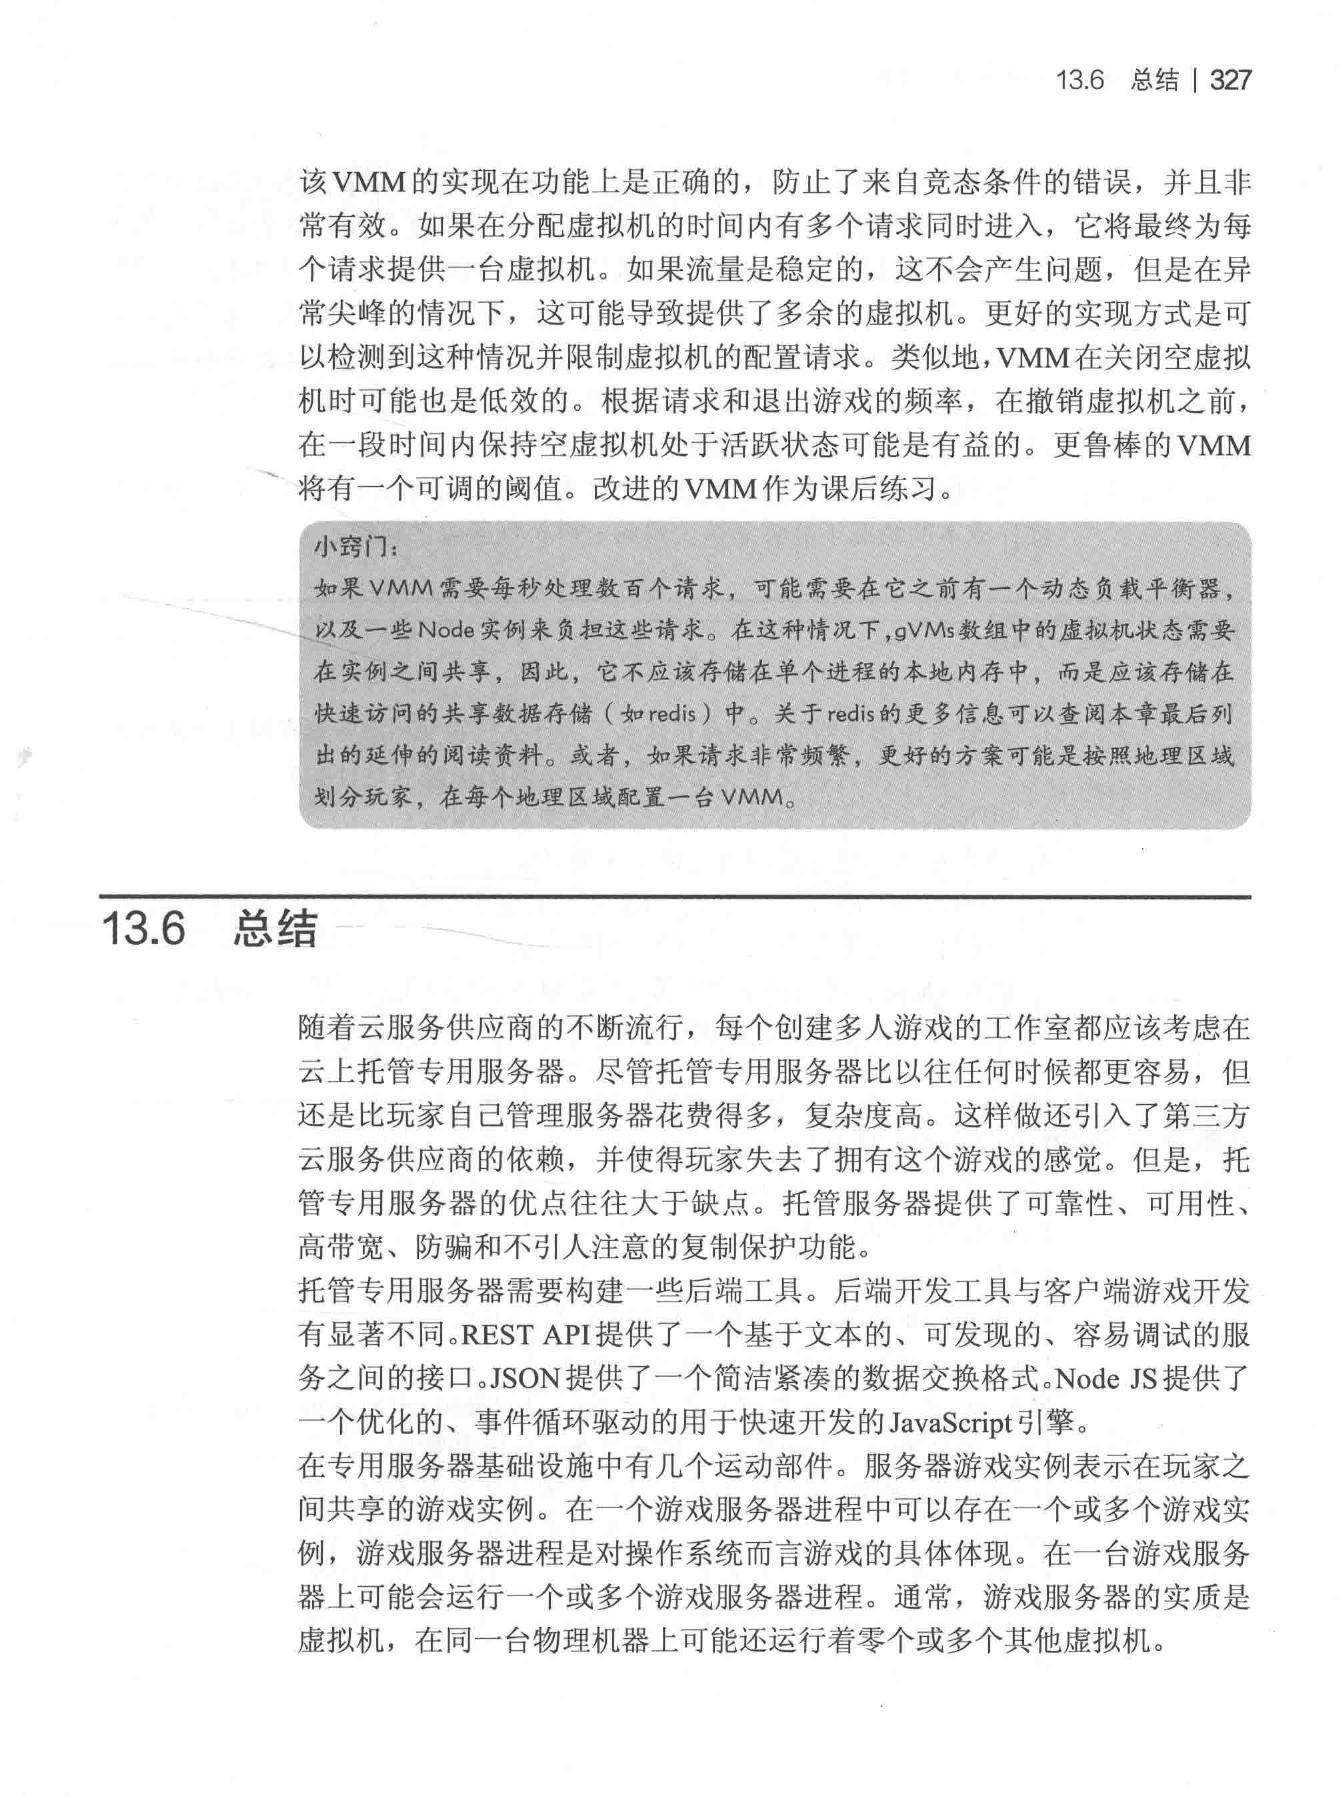 13.6 总结 | 327
该VMM的实现在功能上是正确的，防止了来自竞态条件的错误，并且非
常有效。如果在分配虚拟机的时间内有多个请求同时进入，它将最终为每
个请求提供一台虚拟机。如果流量是稳定的，这不会产生问题，但是在异
常尖峰的情况下，这可能导致提供了多余的虚拟机。更好的实现方式是可
以检测到这种情况并限制虚拟机的配置请求。类似地，VMM在关闭空虚拟
机时可能也是低效的。根据请求和退出游戏的频率，在撤销虚拟机之前，
在一段时间内保持空虚拟机处于活跃状态可能是有益的。更鲁棒的VMM
将有一个可调的阈值。改进的VMM作为课后练习。
小窍门：
如果VMM需要每秒处理数百个请求，可能需要在它之前有一个动态负载平衡器，
以及一些Node实例来负担这些请求。在这种情况下，gVMs数组中的虚拟机状态需要
在实例之间共享，因此，它不应该存储在单个进程的本地内存中，而是应该存储在
快速访问的共享数据存储（如redis）中。关于redis的更多信息可以查阅本章最后列
出的延伸的阅读资料。或者，如果请求非常频繁，更好的方案可能是按照地理区域
划分玩家，在每个地理区域配置一台VMM。
13.6 总结
随着云服务供应商的不断流行，每个创建多人游戏的工作室都应该考虑在
云上托管专用服务器。尽管托管专用服务器比以往任何时候都更容易，但
还是比玩家自己管理服务器花费得多，复杂度高。这样做还引入了第三方
云服务供应商的依赖，并使得玩家失去了拥有这个游戏的感觉。但是，托
管专用服务器的优点往往大于缺点。托管服务器提供了可靠性、可用性、
高带宽、防骗和不引人注意的复制保护功能。
托管专用服务器需要构建一些后端工具。后端开发工具与客户端游戏开发
有显著不同。REST API提供了一个基于文本的、可发现的、容易调试的服
务之间的接口。JSON提供了一个简洁紧凑的数据交换格式。Node JS提供了
一个优化的、事件循环驱动的用于快速开发的JavaScript引擎。
在专用服务器基础设施中有几个运动部件。服务器游戏实例表示在玩家之
间共享的游戏实例。在一个游戏服务器进程中可以存在一个或多个游戏实
例，游戏服务器进程是对操作系统而言游戏的具体体现。在一台游戏服务
器上可能会运行一个或多个游戏服务器进程。通常，游戏服务器的实质是
虚拟机，在同一台物理机器上可能还运行着零个或多个其他虚拟机。